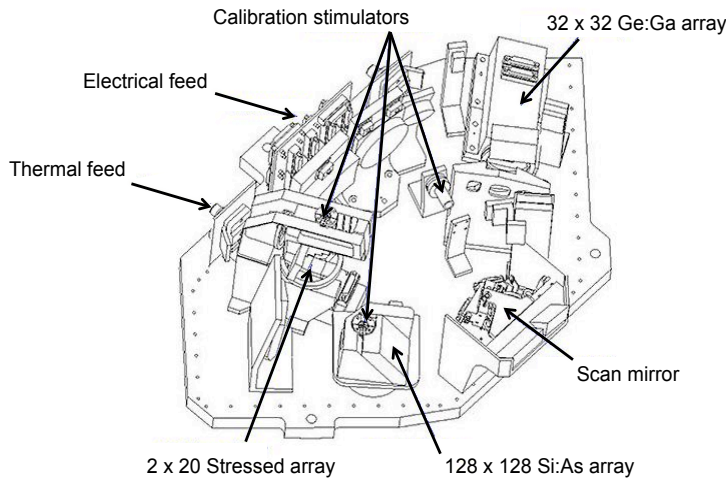 Calibration stimulators
32 x 32 Ge:Ga array
Electrical feed
Thermal feed
Scan mirror
2 x 20 Stressed array
128 x 128 Si:As array